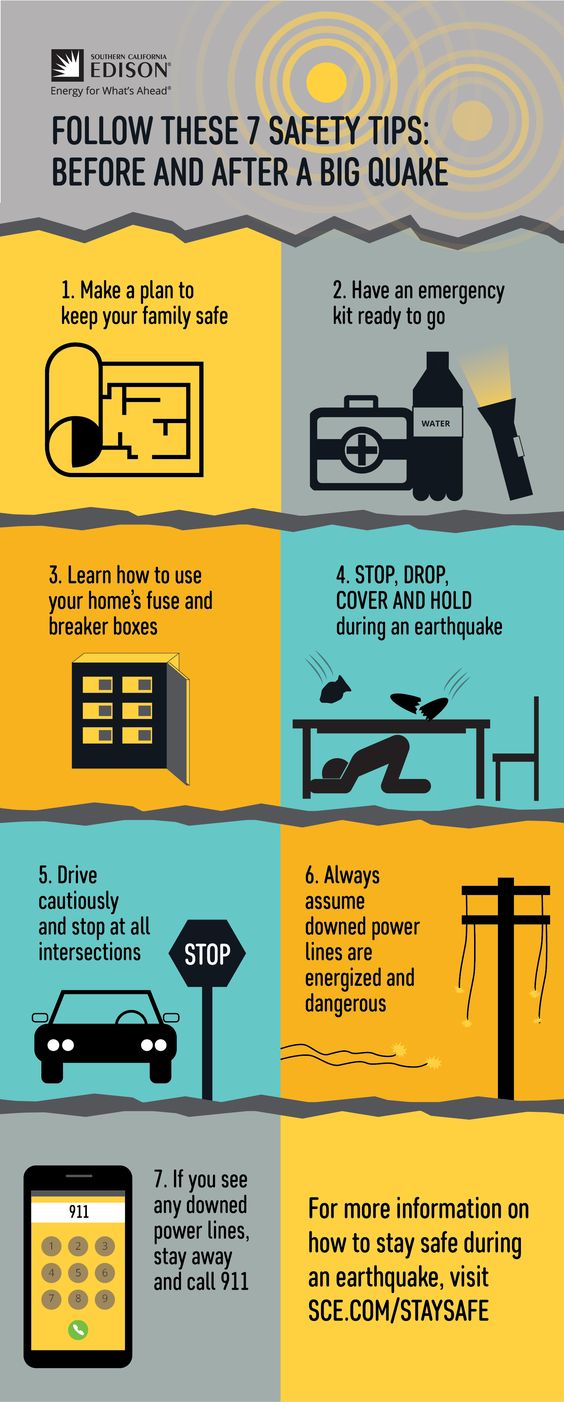 SOUTHERN CALIFORNIA
EDISON®
Energy for What's Ahead®
FOLLOW THESE 7 SAFETY TIPS:
BEFORE AND AFTER A BIG QUAKE
1. Make a plan to
keep your family safe
2. Have an emergency
kit ready to go
WATER
3. Learn how to use
your home's fuse and
breaker boxes
4. STOP, DROP,
COVER AND HOLD
during an earthquake
5. Drive
cautiously
and stop at all
intersections
STOP
6. Always
assume
downed power
lines are
energized and
dangerous
911
1 2 3
4 5 6
7 8 9
7. If you see
any downed
power lines,
stay away
and call 911
For more information on
how to stay safe during
an earthquake, visit
SCE.COM/STAYSAFE